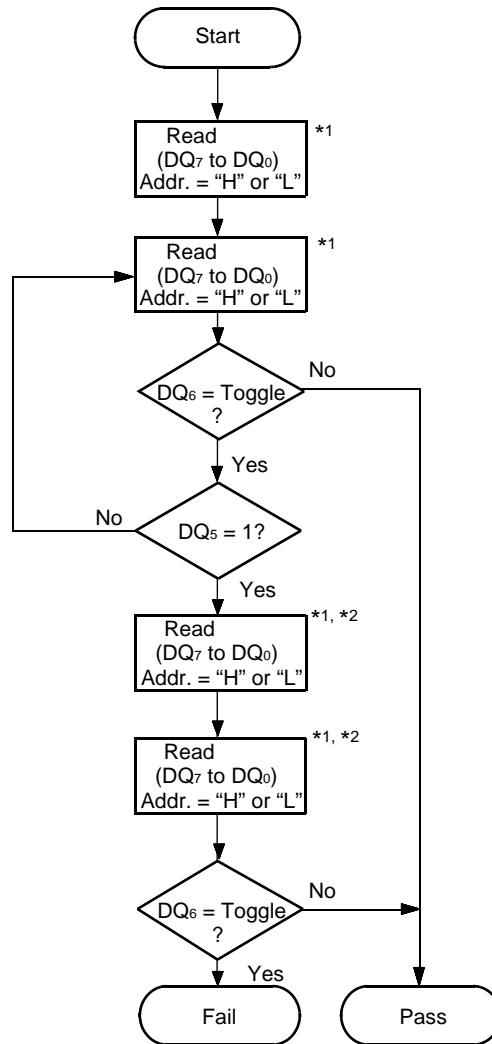 Start
Read
(DQ7 to DQ0)
Addr. = “H” or “L”
*1
Read
(DQ7 to DQ0)
Addr. = “H” or “L”
*1
DQ6 = Toggle
?
No
Yes
DQ5 = 1?
No
Yes
Read
(DQ7 to DQ0)
Addr. = “H” or “L”
*1, *2
Read
(DQ7 to DQ0)
Addr. = “H” or “L”
*1, *2
DQ6 = Toggle
?
No
Yes
Fail
Pass